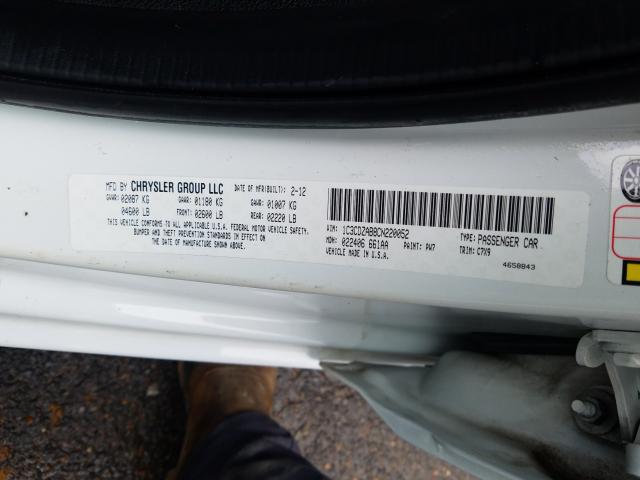 MFD BY CHRYSLER GROUP LLC DATE OF MFR(BUILT): 2-12
GVWR: 02087 KG GAWR: 01180 KG GAWR: 01007 KG
04600 LB FRONT: 02600 LB REAR: 02220 LB
THIS VEHICLE CONFORMS TO ALL APPLICABLE U.S.A. FEDERAL MOTOR VEHICLE SAFETY,
BUMPER AND THEFT PREVENTION STANDARDS IN EFFECT ON
THE DATE OF MANUFACTURE SHOWN ABOVE.
VIN: 1C3CDZAB8CN220052 TYPE: PASSENGER CAR
MDH: 022406 661AA PAINT: PW7 TRIM: C7X9
VEHICLE MADE IN U.S.A. 4658843